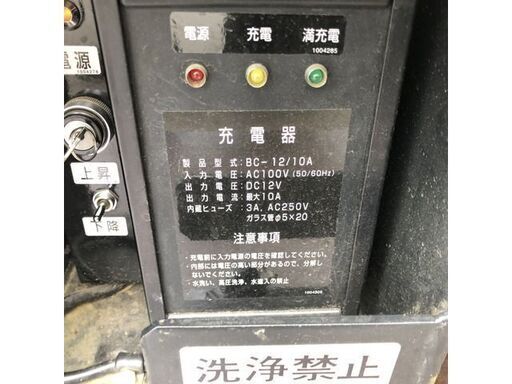 電源 充電 満充電
1004285
電源
1004276
上昇
下降
充電器
製品型式：BC-12/10A
入力電圧：AC100V (50/60Hz)
出力電圧：DC12V
出力電流：最大10A
内蔵ヒューズ：3A, AC250V
ガラス管φ5×20
注意事項
・充電前に入力電源の電圧を確認してください。
・内部には電圧の高い部分があるので、分解し
ないでください。
・水洗い、高圧洗浄、水導入の禁止
洗浄禁止